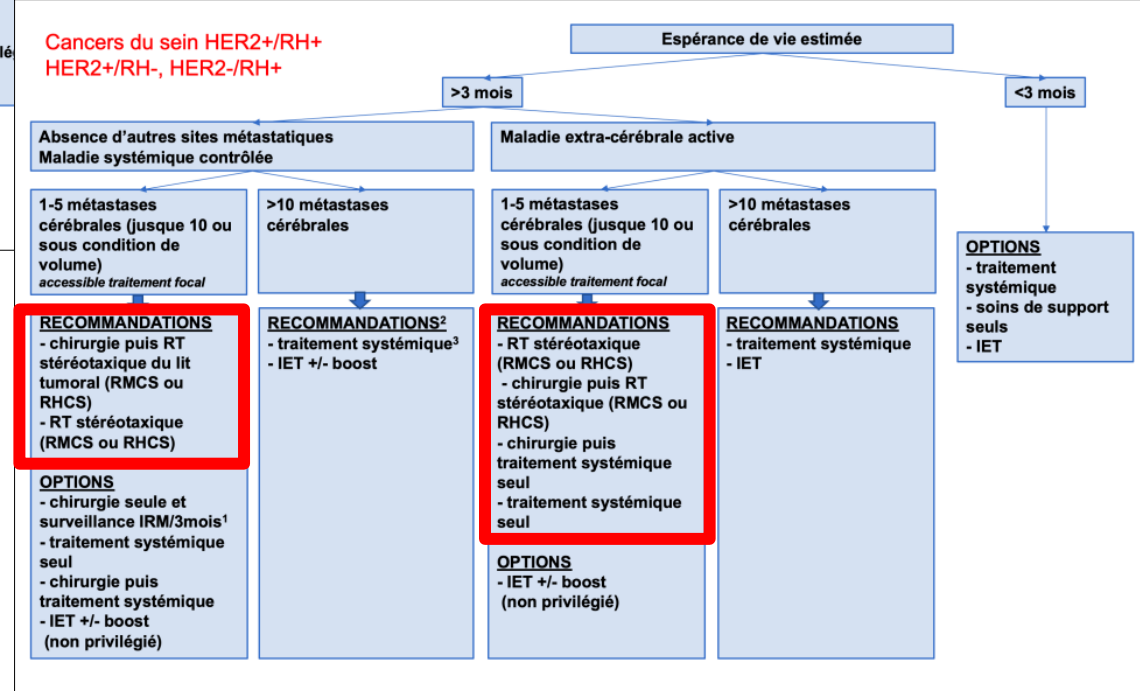 Cancers du sein HER2+/RH+
HER2+/RH-, HER2-/RH+
Espérance de vie estimée
>3 mois
<3 mois
Absence d'autres sites métastatiques
Maladie systémique contrôlée
Maladie extra-cérébrale active
1-5 métastases
cérébrales (jusque 10 ou
sous condition de
volume)
accessible traitement focal
>10 métastases
cérébrales
1-5 métastases
cérébrales (jusque 10 ou
sous condition de
volume)
accessible traitement focal
>10 métastases
cérébrales
OPTIONS
- traitement
systémique
- soins de support
seuls
- IET
RECOMMANDATIONS
- chirurgie puis RT
stéréotaxique du lit
tumoral (RMCS ou
RHCS)
- RT stéréotaxique
(RMCS ou RHCS)
OPTIONS
- chirurgie seule et
surveillance IRM/3mois¹
- traitement systémique
seul
- chirurgie puis
traitement systémique
- IET +/- boost
(non privilégié)
RECOMMANDATIONS²
- traitement systémique³
- IET +/- boost
RECOMMANDATIONS
- RT stéréotaxique
(RMCS ou RHCS)
- chirurgie puis RT
stéréotaxique (RMCS ou
RHCS)
- chirurgie puis
traitement systémique
seul
- traitement systémique
seul
OPTIONS
- IET +/- boost
(non privilégié)
RECOMMANDATIONS
- traitement systémique
- IET